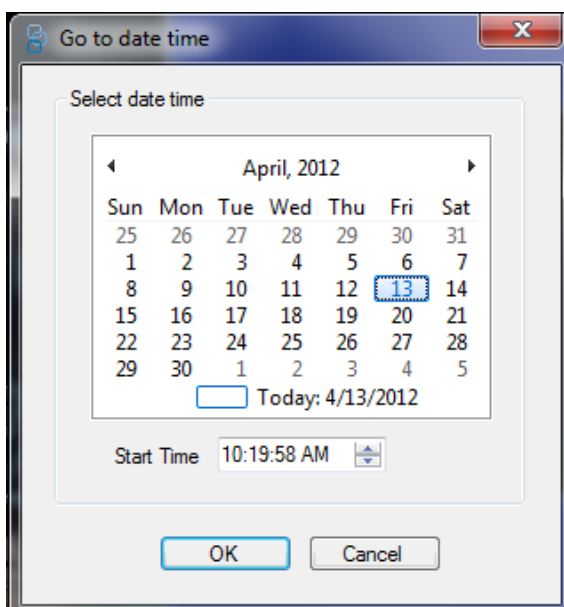 Go to date time
Select date time
April, 2012
Sun Mon Tue Wed Thu Fri Sat
25 26 27 28 29 30 31
1 2 3 4 5 6 7
8 9 10 11 12 13 14
15 16 17 18 19 20 21
22 23 24 25 26 27 28
29 30 1 2 3 4 5
Today: 4/13/2012
Start Time 10:19:58 AM
OK Cancel